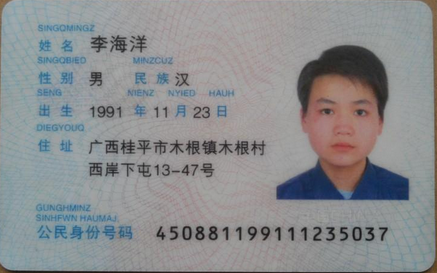 SINGQMINGZ
姓名 李海洋
SINGQBIED MINZCUZ
性别 男 民族 汉
SENG NIENZ NYIED HAUH
出生 1991 年 11 月 23 日
DIEGYOUQ
住址 广西桂平市木根镇木根村
西岸下屯13-47号
GUNGHMINZ
SINHFWN HAUMAJ
公民身份号码 450881199111235037